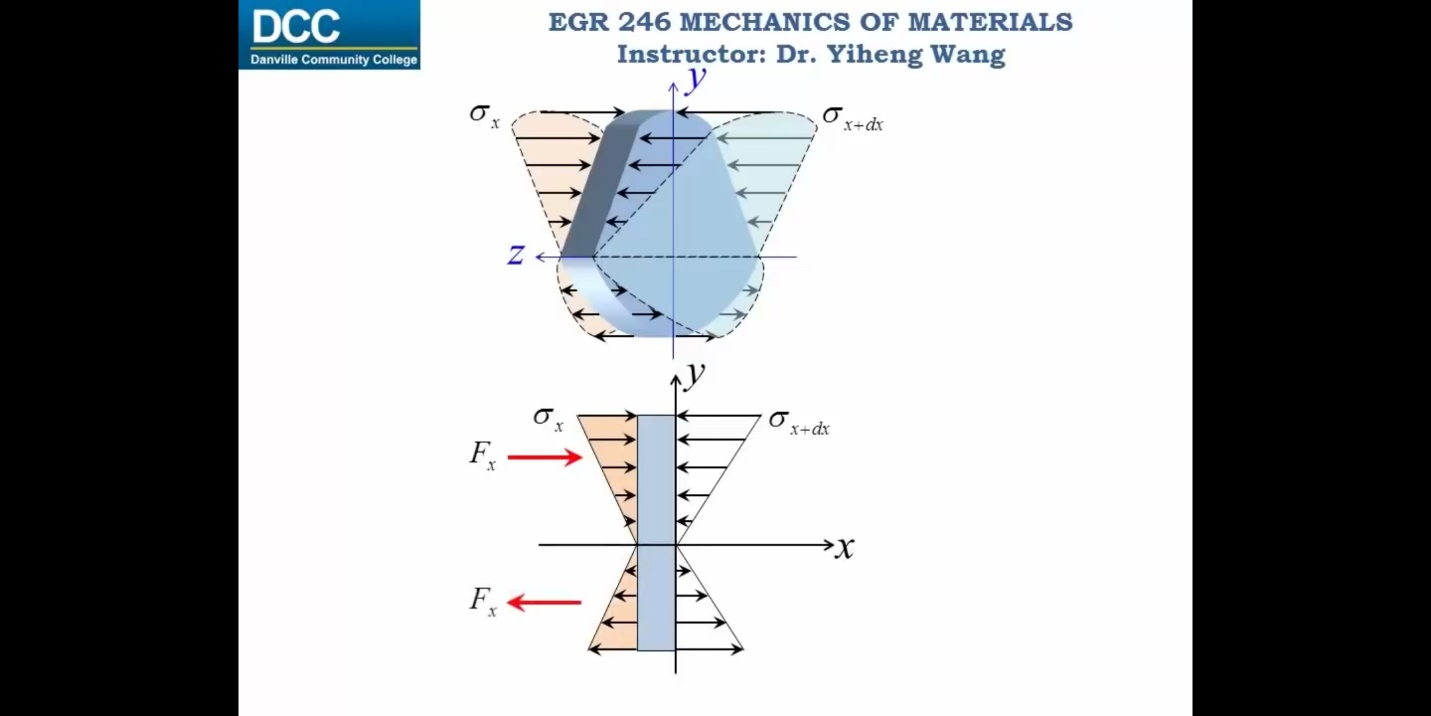 DCC
Danville Community College
EGR 246 MECHANICS OF MATERIALS
Instructor: Dr. Yiheng Wang
y
σx
σx+dx
z
y
σx
σx+dx
Fx
x
Fx